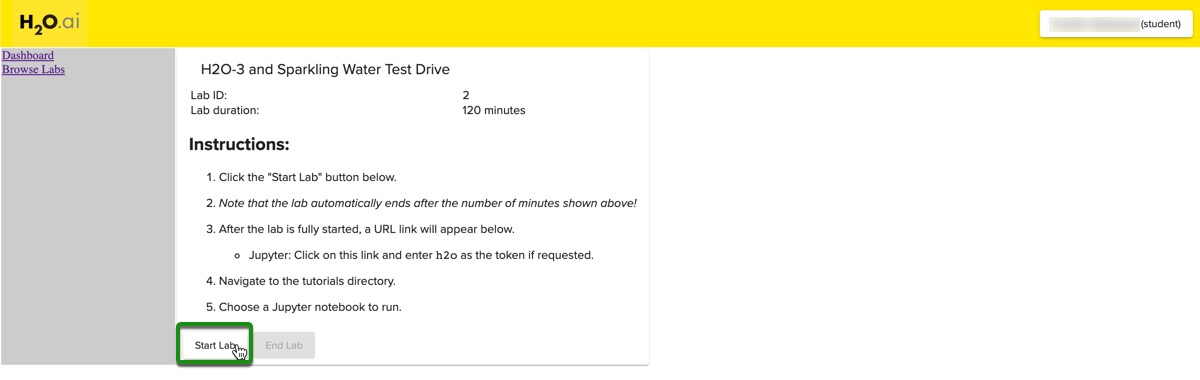 H2O.ai
(student)
Dashboard
Browse Labs
H2O-3 and Sparkling Water Test Drive
Lab ID: 2
Lab duration: 120 minutes
Instructions:
1. Click the "Start Lab" button below.
2. Note that the lab automatically ends after the number of minutes shown above!
3. After the lab is fully started, a URL link will appear below.
Jupyter: Click on this link and enter h2o as the token if requested.
4. Navigate to the tutorials directory.
5. Choose a Jupyter notebook to run.
Start Lab End Lab